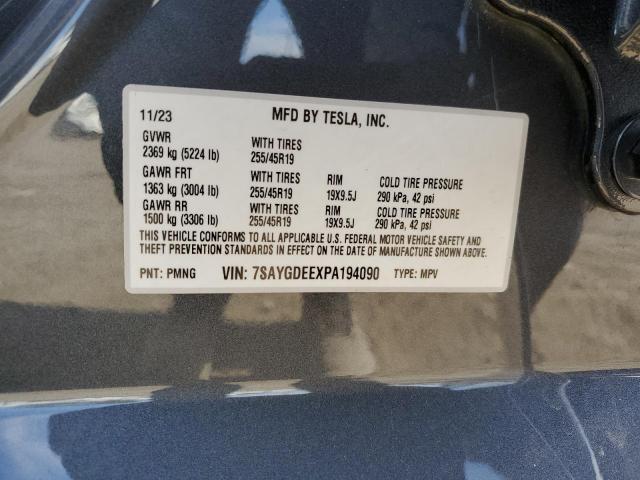 11/23 MFD BY TESLA, INC.
GVWR WITH TIRES
2369 kg (5224 lb) 255/45R19
GAWR FRT WITH TIRES RIM COLD TIRE PRESSURE
1363 kg (3004 lb) 255/45R19 19X9.5J 290 kPa, 42 psi
GAWR RR WITH TIRES RIM COLD TIRE PRESSURE
1500 kg (3306 lb) 255/45R19 19X9.5J 290 kPa, 42 psi
THIS VEHICLE CONFORMS TO ALL APPLICABLE U.S. FEDERAL MOTOR VEHICLE SAFETY AND
THEFT PREVENTION STANDARDS IN EFFECT ON THE DATE OF MANUFACTURE SHOWN ABOVE.
PNT: PMNG VIN: 7SAYGDEEXPA194090 TYPE: MPV